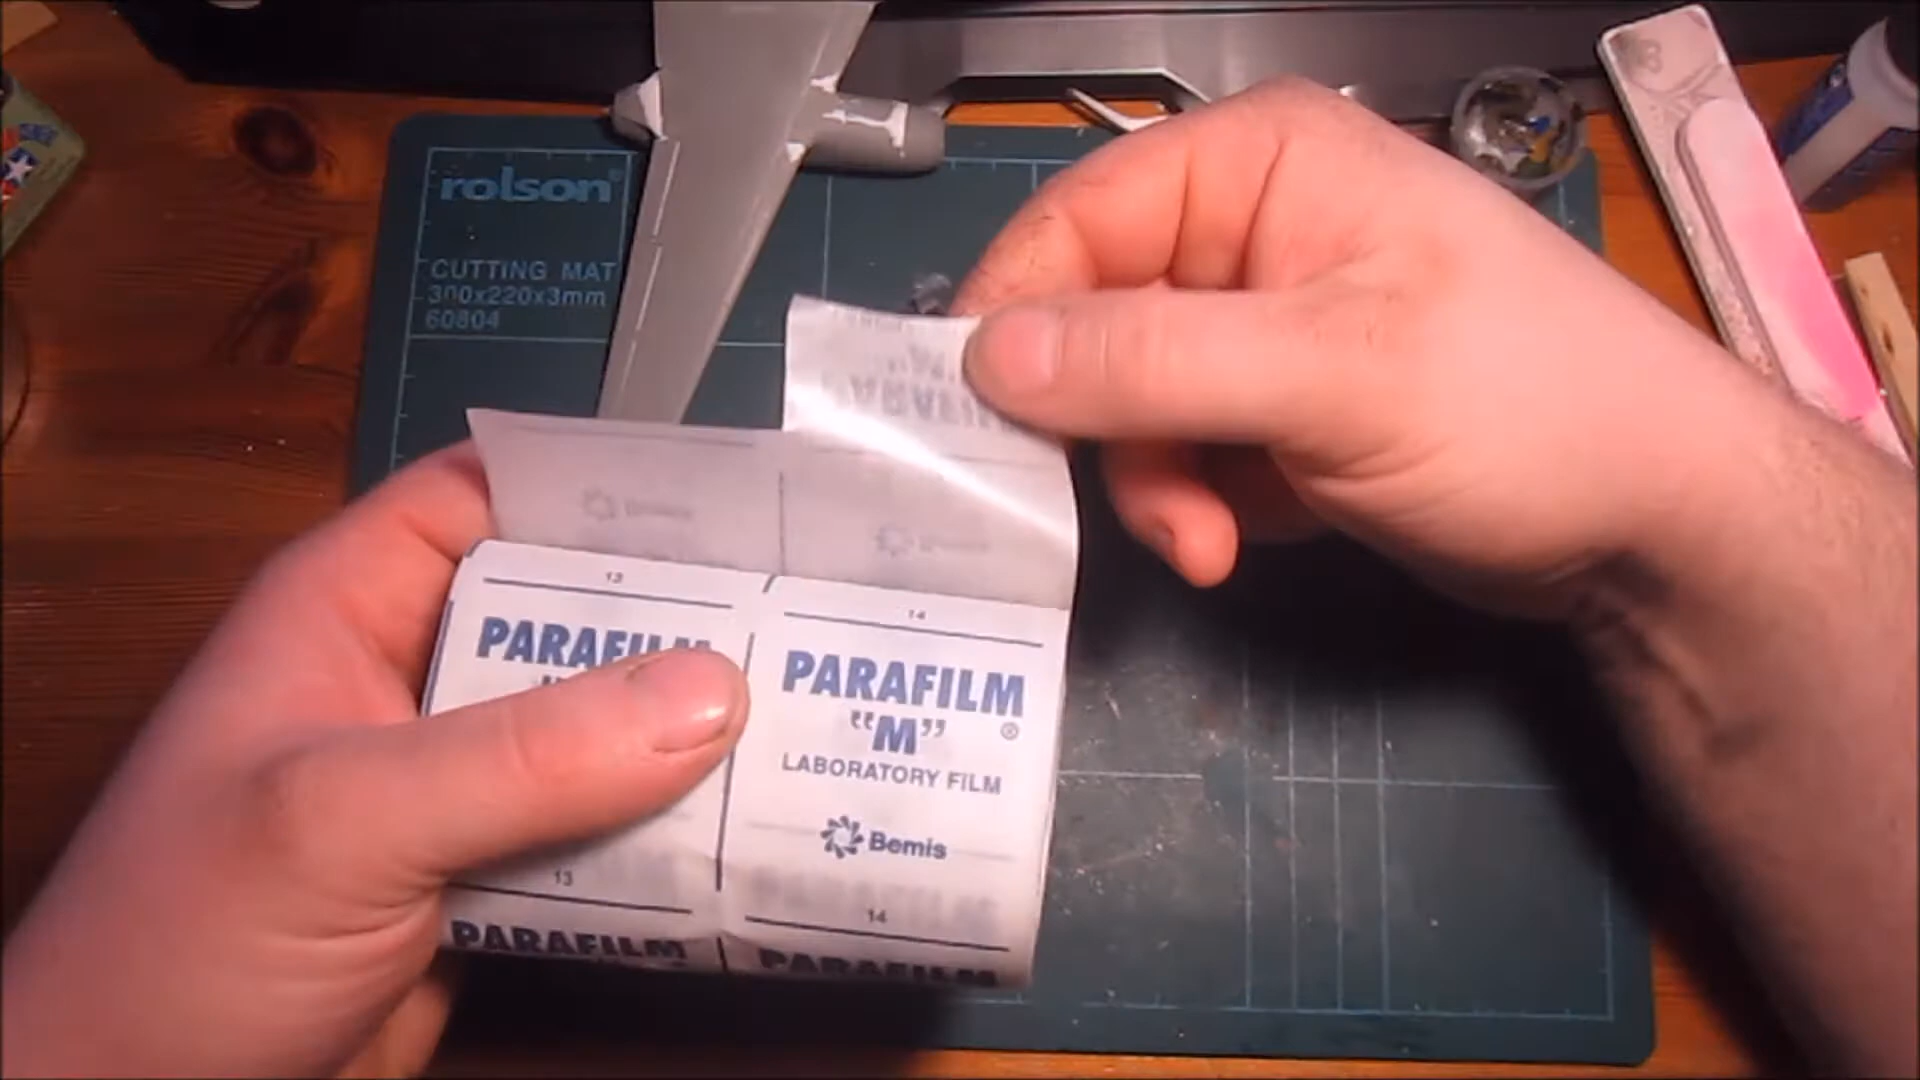 rolson
CUTTING MAT
300x220x3mm
60804
13
14
PARAFILM
PARAFILM
"M"
®
LABORATORY FILM
Bemis
13
14
PARAFILM
PARAFILM